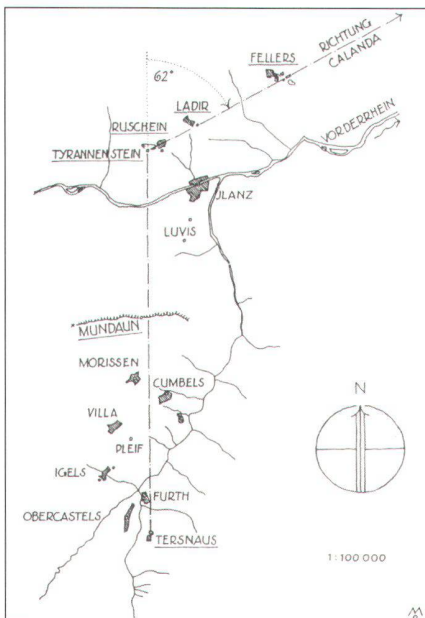 RICHTUNG
CALANDA
FELLERS
62°
LADIR
VORDERRHEIN
RUSCHEIN
TYRANNENSTEIN
JLANZ
LUVIS
MUNDAUN
MORISSEN
CUMBELS
N
VILLA
PLEIF
IGELS
FURTH
OBERCASTELS
TERSNAUS
1:100 000